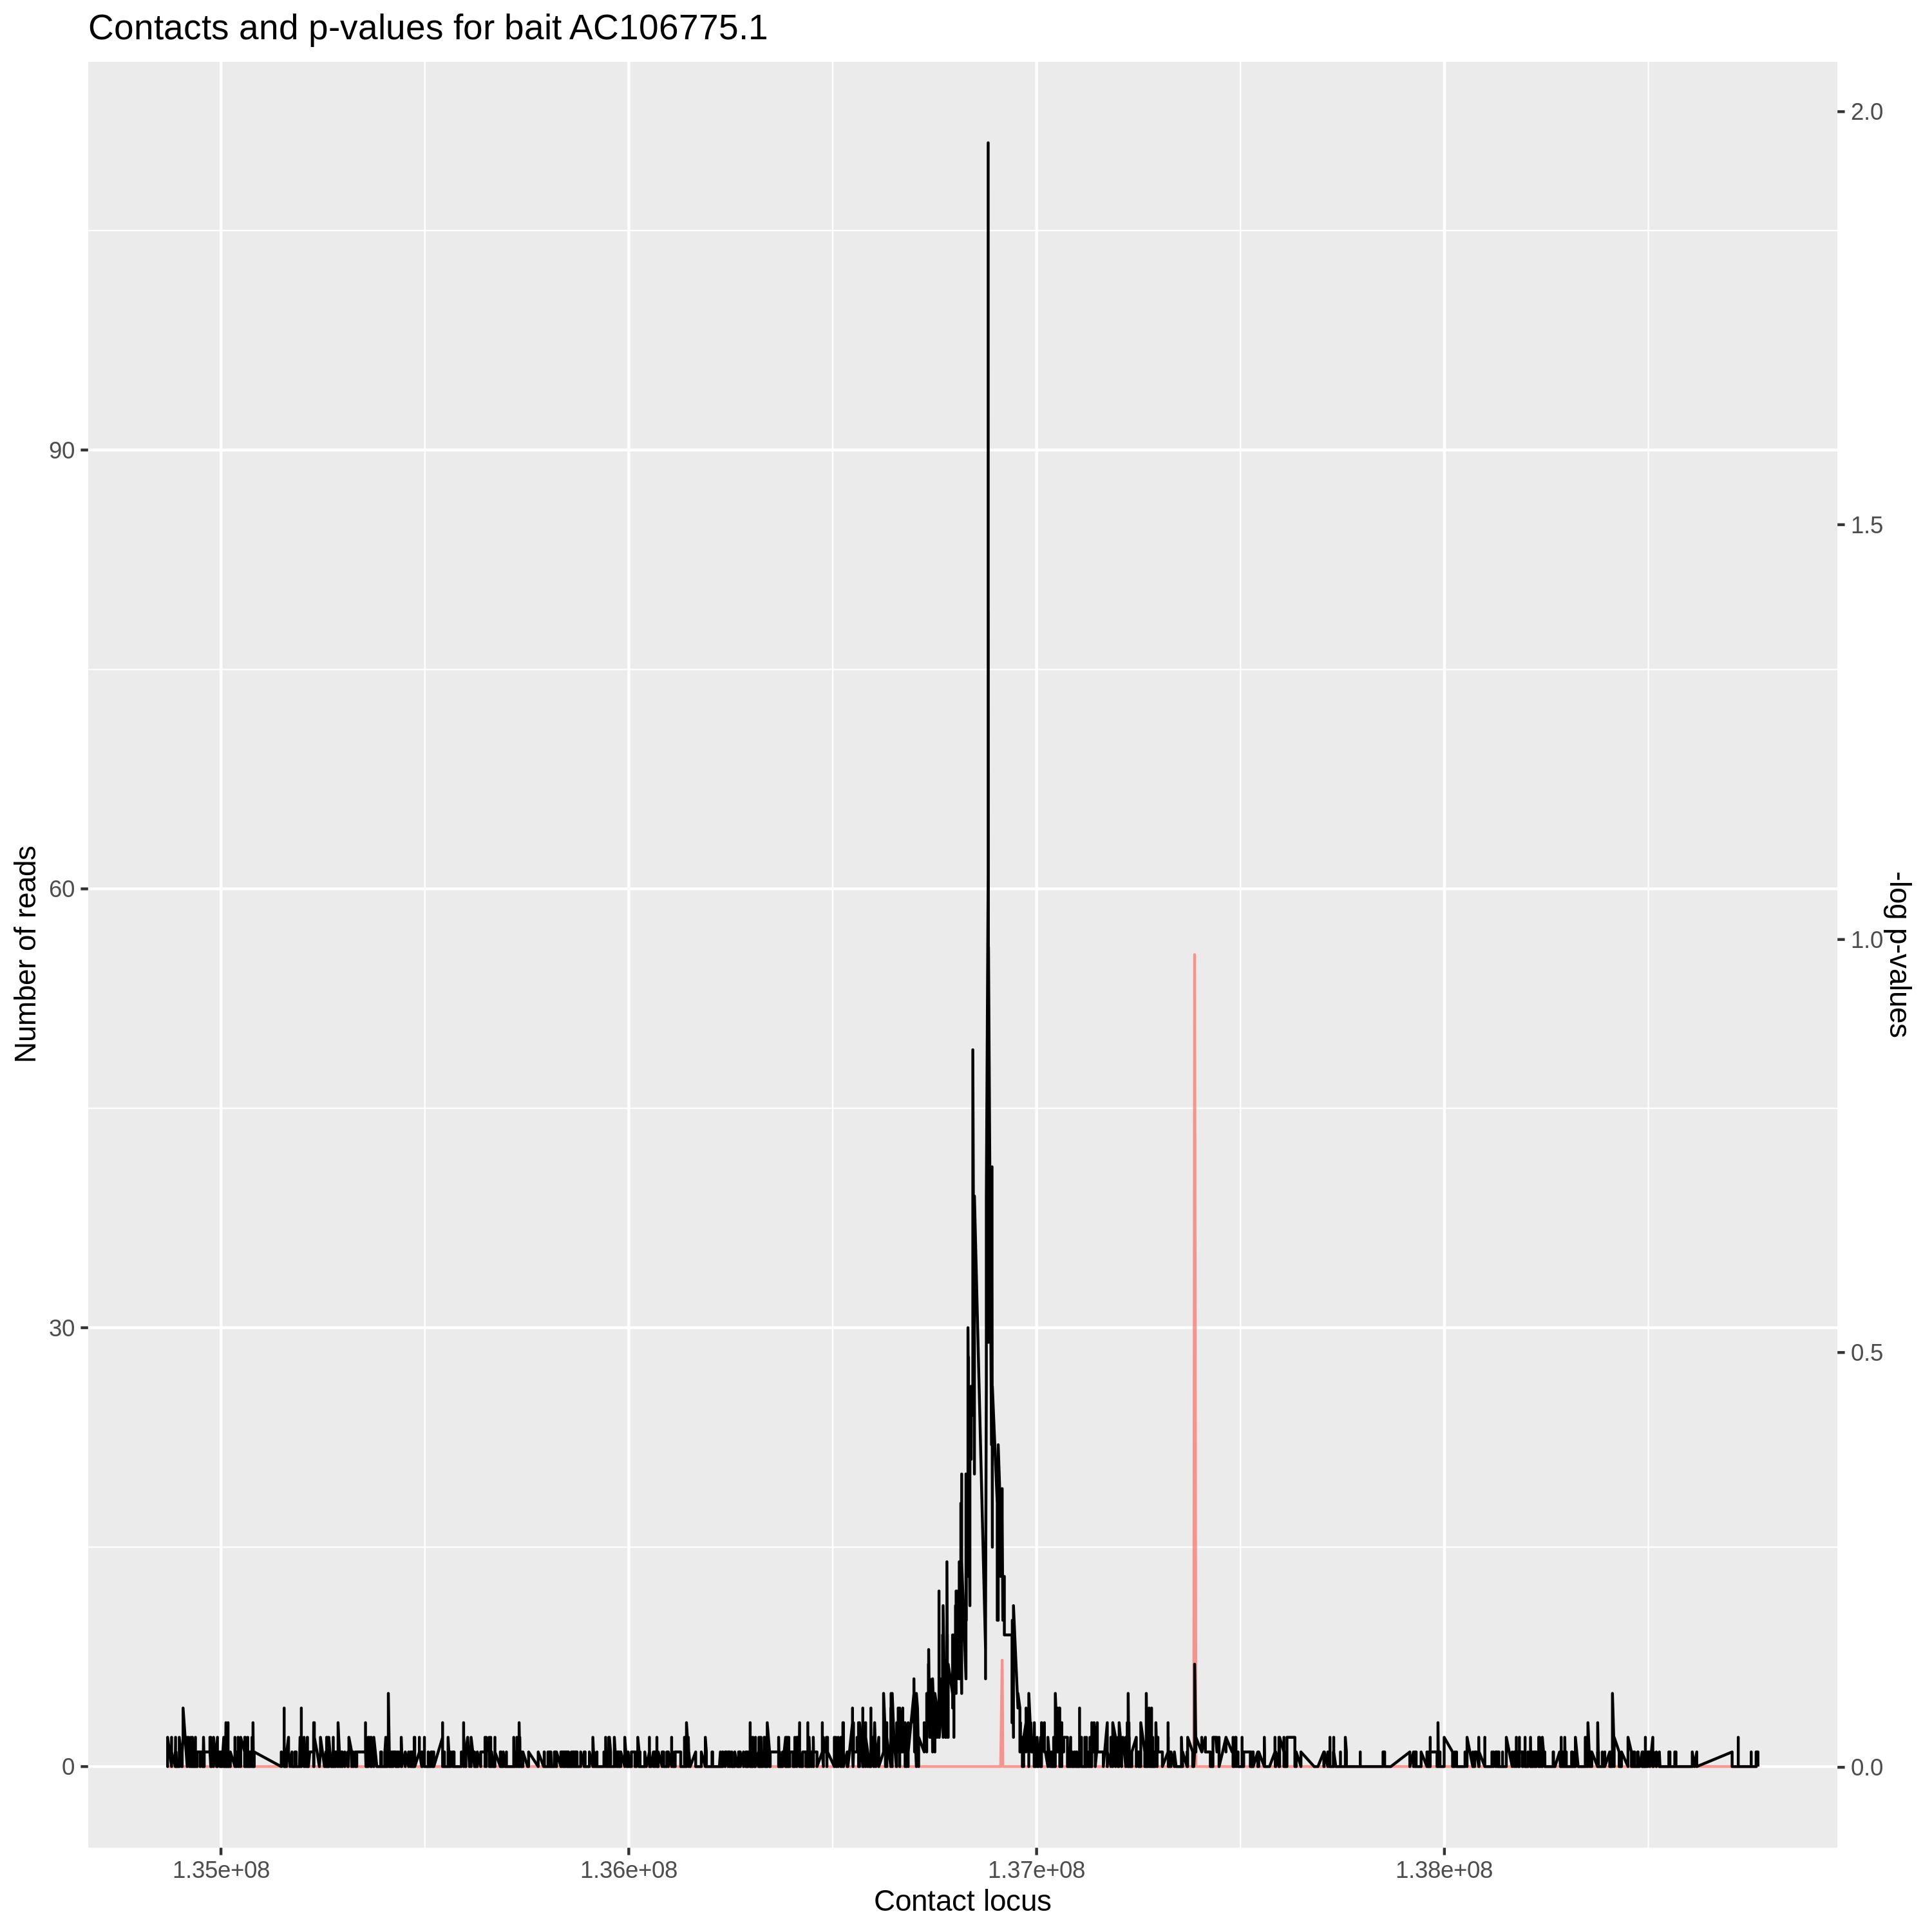 Contacts and p-values for bait AC106775.1
Number of reads
90
60
30
0
2.0
1.5
1.0
0.5
0.0
-log p-values
1.35e+08
1.36e+08
1.37e+08
1.38e+08
Contact locus